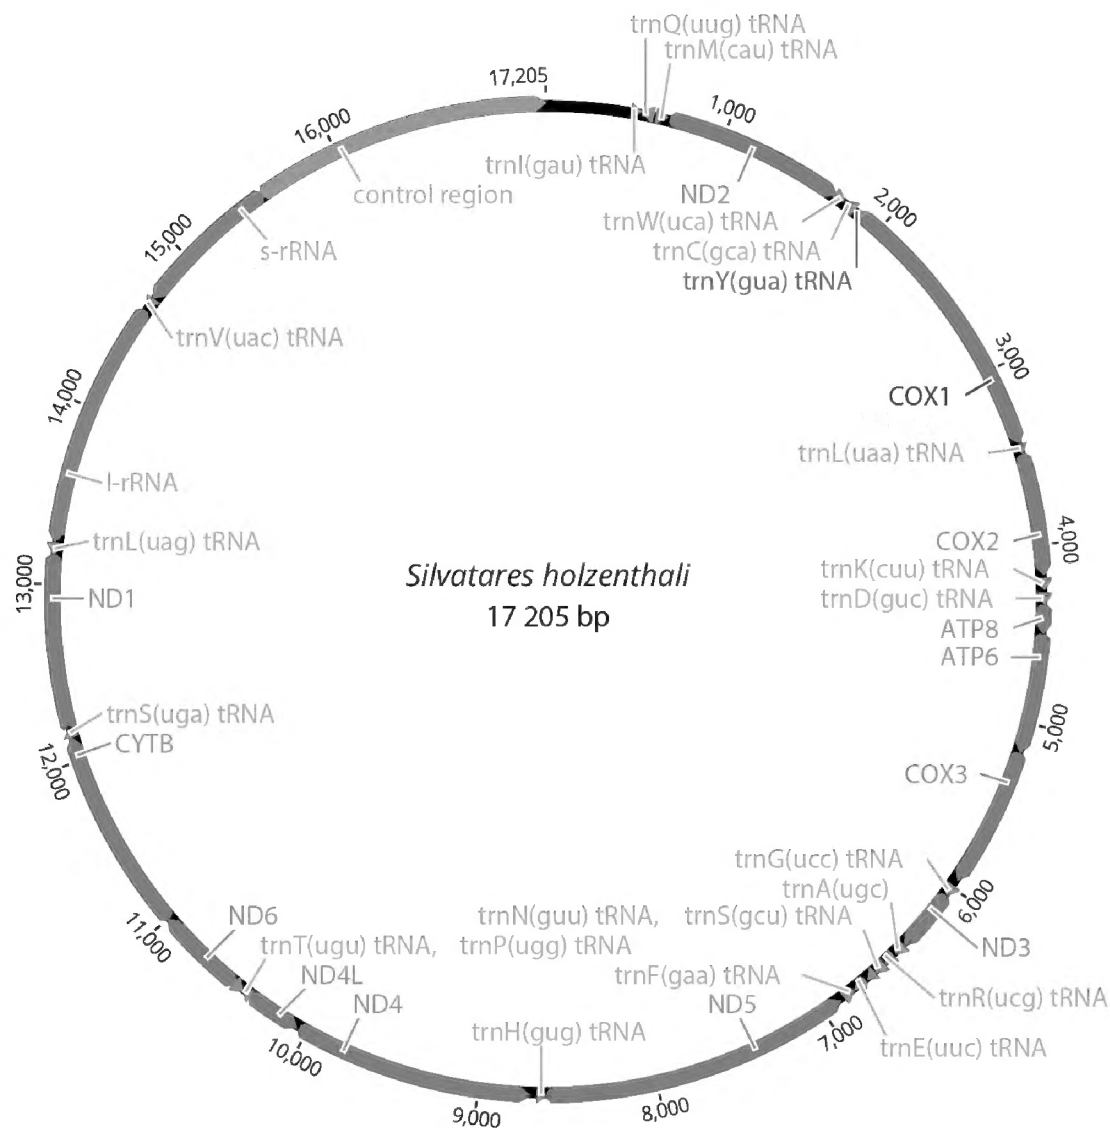 trnQ(uug) tRNA
trnM(cau) tRNA
17,205
1,000
16,000
trnI(gau) tRNA
control region
ND2
trnW(uca) tRNA
2,000
15,000
s-rRNA
trnC(gca) tRNA
trnY(gua) tRNA
trnV(uac) tRNA
3,000
14,000
COX1
trnL(uaa) tRNA
l-rRNA
4,000
trnL(uag) tRNA
COX2
13,000
Silvatares holzenthali
trnK(cuu) tRNA
ND1
17 205 bp
trnD(guc) tRNA
ATP8
ATP6
trnS(uga) tRNA
5,000
CYTB
12,000
COX3
trnG(ucc) tRNA
6,000
trnA(ugc)
11,000
ND6
trnN(guu) tRNA, trnS(gcu) tRNA
ND3
trnT(ugu) tRNA, trnP(ugg) tRNA
ND4L
trnF(gaa) tRNA
trnR(ucg) tRNA
ND4
ND5
trnH(gug) tRNA
7,000
trnE(uuc) tRNA
10,000
9,000
8,000